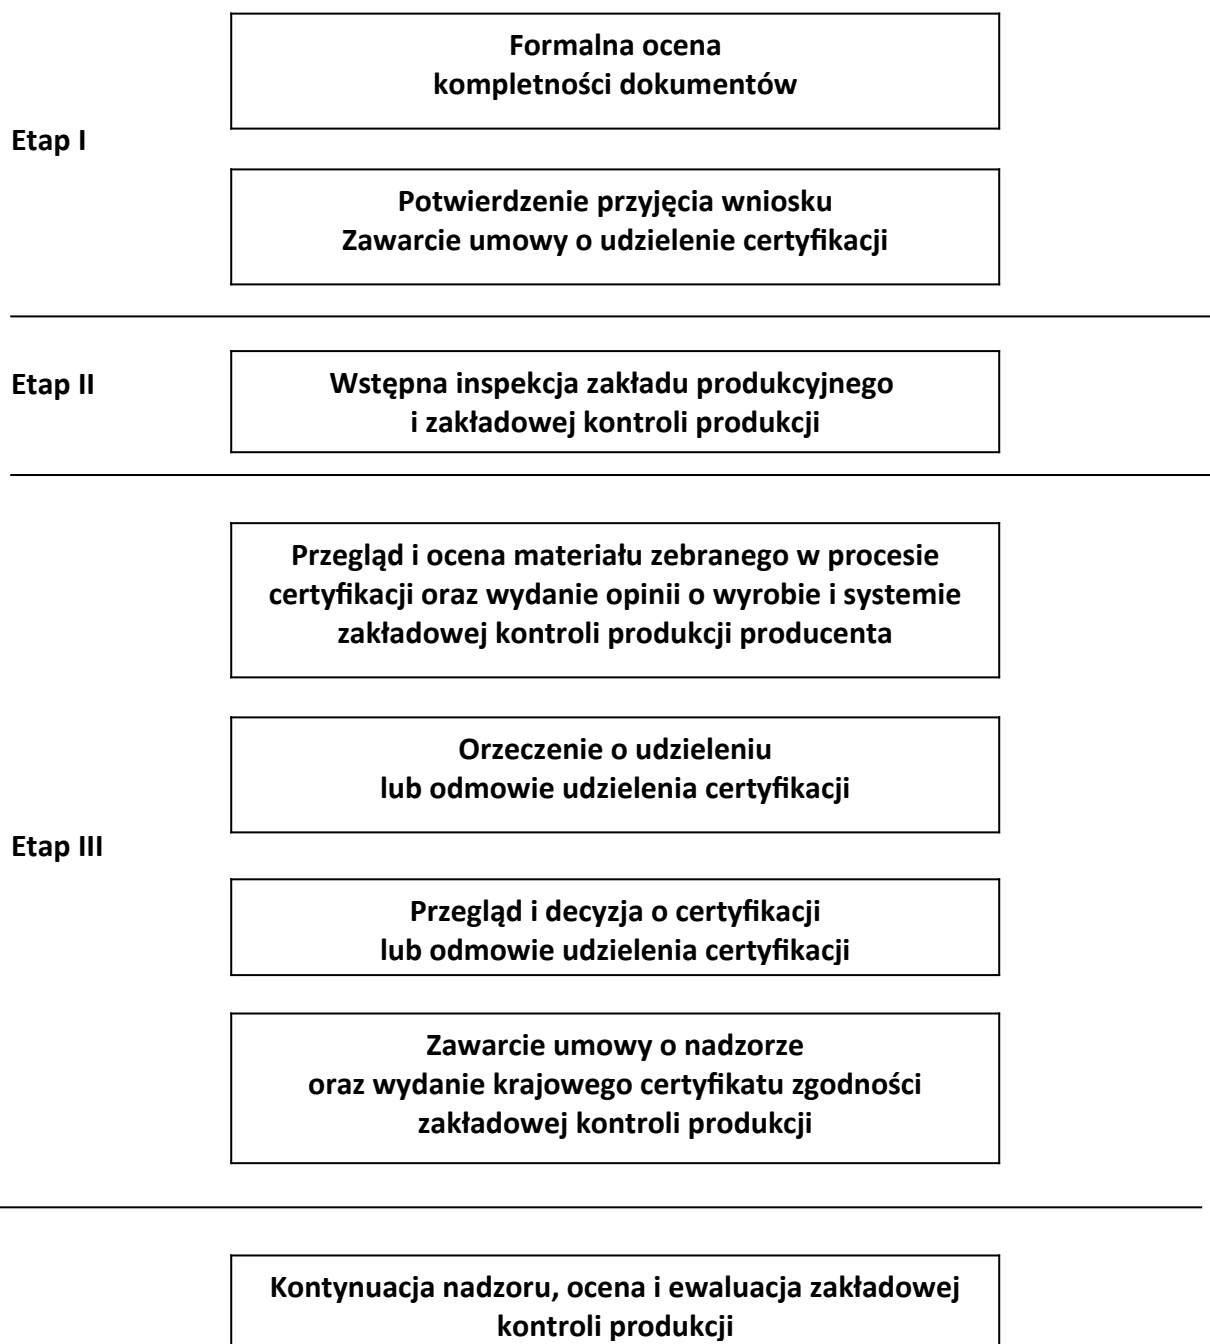 Formalna ocena
kompletności dokumentów
Etap I
Potwierdzenie przyjęcia wniosku
Zawarcie umowy o udzielenie certyfikacji
Etap II
Wstępna inspekcja zakładu produkcyjnego
i zakładowej kontroli produkcji
Przegląd i ocena materiału zebranego w procesie
certyfikacji oraz wydanie opinii o wyrobie i systemie
zakładowej kontroli produkcji producenta
Orzeczenie o udzieleniu
lub odmowie udzielenia certyfikacji
Etap III
Przegląd i decyzja o certyfikacji
lub odmowie udzielenia certyfikacji
Zawarcie umowy o nadzorze
oraz wydanie krajowego certyfikatu zgodności
zakładowej kontroli produkcji
Kontynuacja nadzoru, ocena i ewaluacja zakładowej
kontroli produkcji